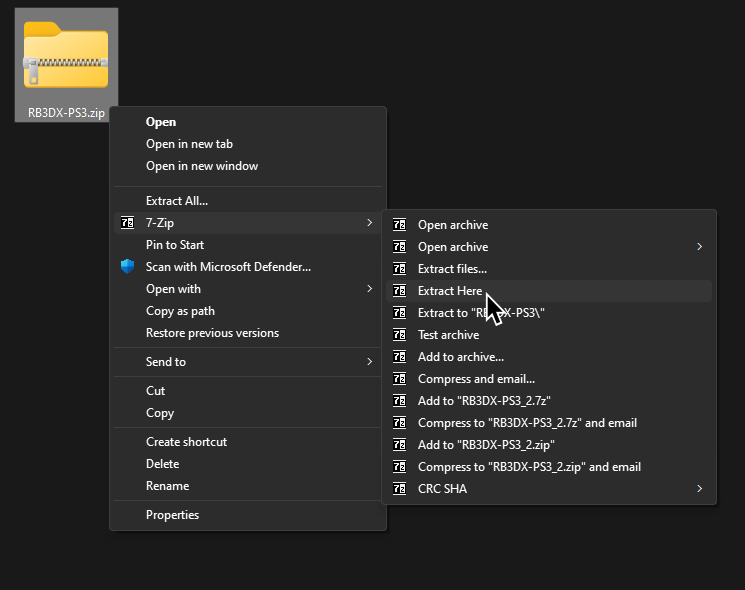 RB3DX-PS3.zip
Open
Open in new tab
Open in new window
Extract All...
7-Zip
Pin to Start
Scan with Microsoft Defender...
Open with
Copy as path
Restore previous versions
Send to
Cut
Copy
Create shortcut
Delete
Rename
Properties
Open archive
Open archive
Extract files...
Extract Here
Extract to "RB X-PS3\"
Test archive
Add to archive...
Compress and email...
Add to "RB3DX-PS3_2.7z"
Compress to "RB3DX-PS3_2.7z" and email
Add to "RB3DX-PS3_2.zip"
Compress to "RB3DX-PS3_2.zip" and email
CRC SHA